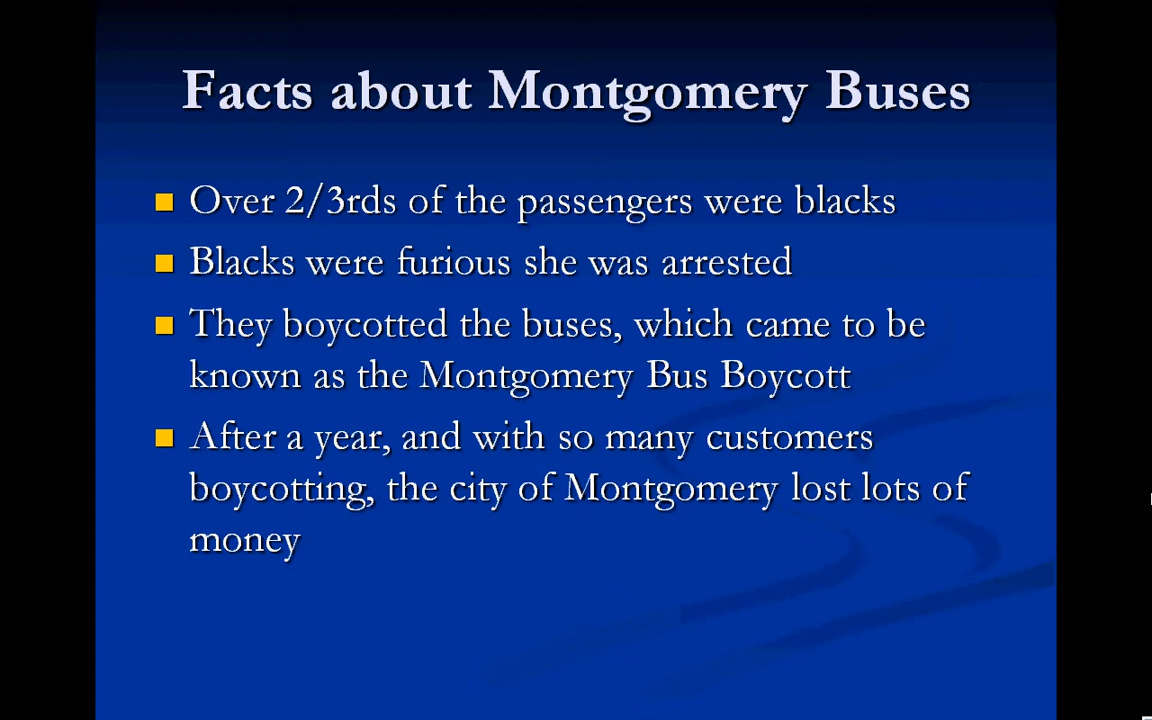 Facts about Montgomery Buses
Over 2/3rds of the passengers were blacks
Blacks were furious she was arrested
They boycotted the buses, which came to be
known as the Montgomery Bus Boycott
After a year, and with so many customers
boycotting, the city of Montgomery lost lots of
money